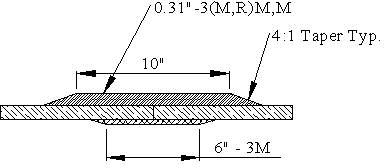 0.31"-3(M,R)M,M
4:1 Taper Typ.
10"
6" - 3M